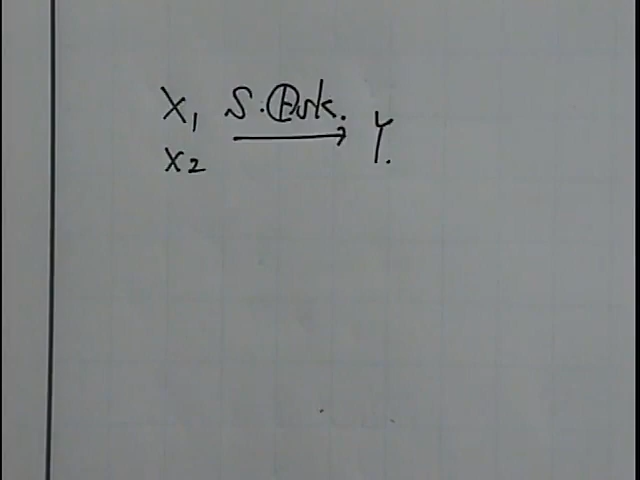 X₁ S. → Y.
X₂